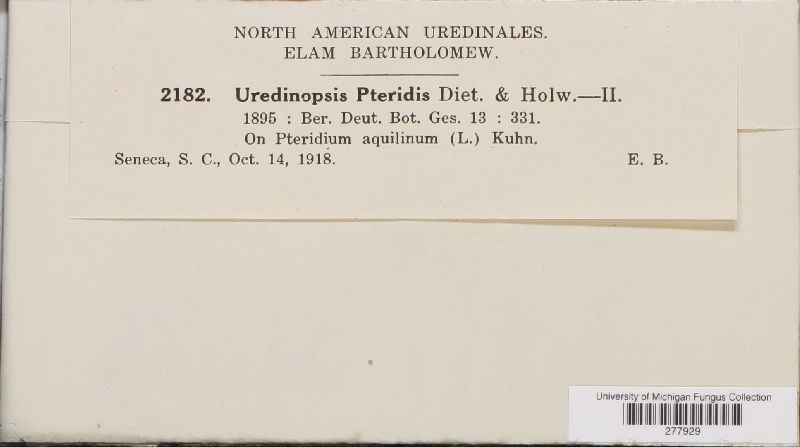 NORTH AMERICAN UREDINALES.
ELAM BARTHOLOMEW.
2182. Uredinopsis Pteridis Diet. & Holw.—II.
1895 : Ber. Deut. Bot. Ges. 13 : 331.
On Pteridium aquilinum (L.) Kuhn.
Seneca, S. C., Oct. 14, 1918. E. B.
University of Michigan Fungus Collection
277929